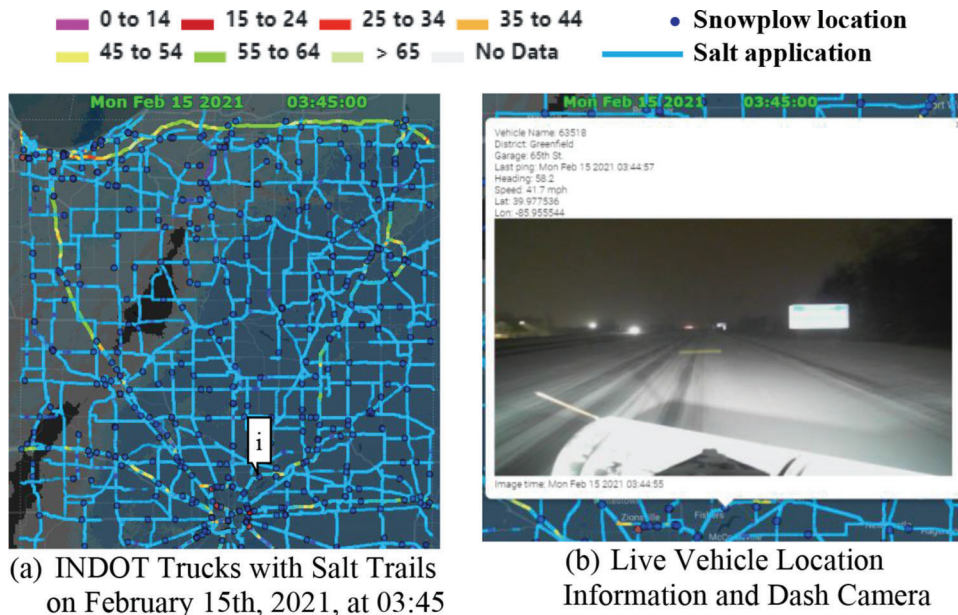 0 to 14 15 to 24 25 to 34 35 to 44 Snowplow location
45 to 54 55 to 64 > 65 No Data Salt application
Mon Feb 15 2021 03:45:00
i
Mon Feb 15 2021 03:45:00
Vehicle Name: 63518
District: Greenfield
Garage: 65th St.
Last ping: Mon Feb 15 2021 03:44:57
Heading: 58.2
Speed: 41.7 mph
Lat: 39.977536
Lon: -85.955544
Image time: Mon Feb 15 2021 03:44:55
Zionsville Fishers
(a) INDOT Trucks with Salt Trails
on February 15th, 2021, at 03:45
(b) Live Vehicle Location
Information and Dash Camera